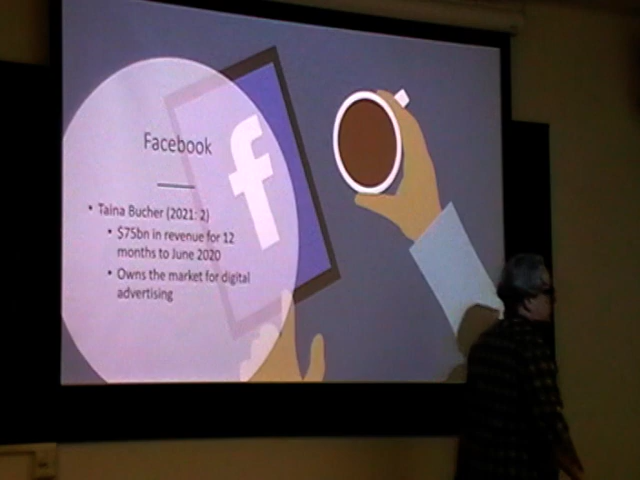 Facebook
• Taina Bucher (2021: 2)
• $75bn in revenue for 12
months to June 2020
• Owns the market for digital
advertising
f